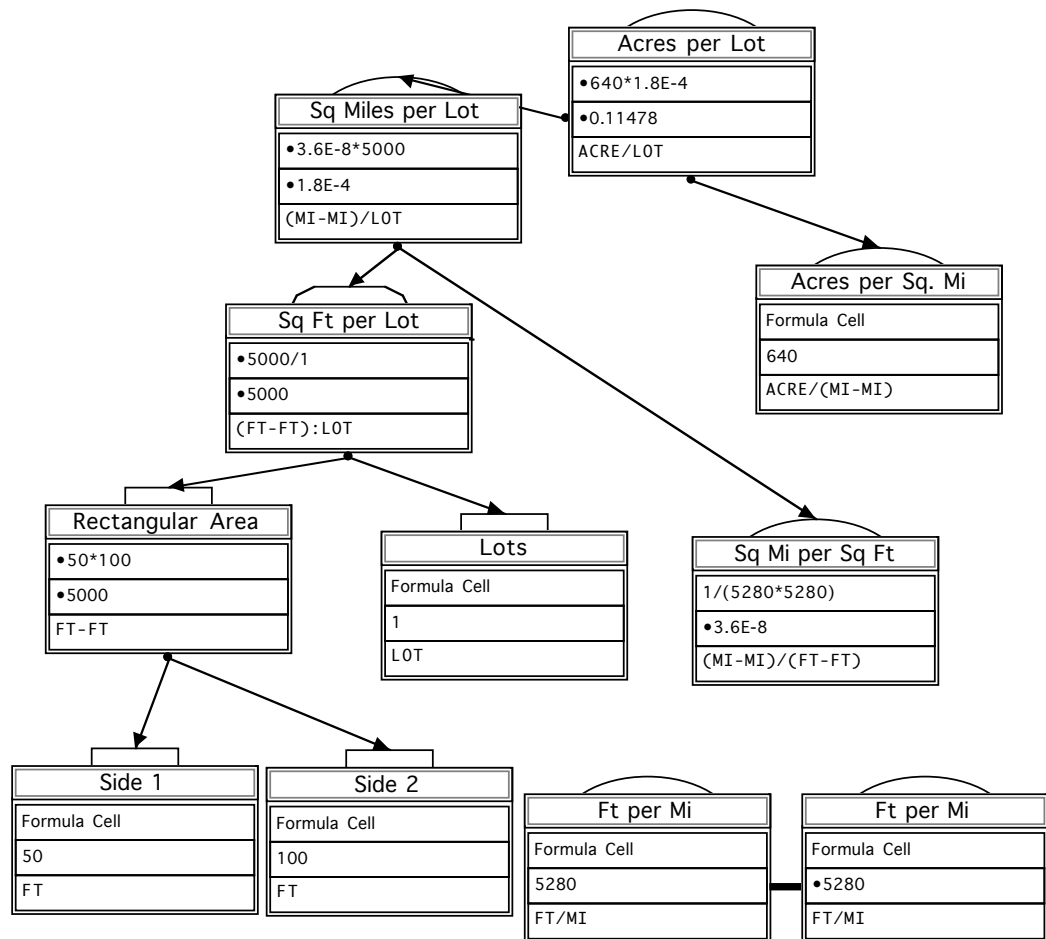 Acres per Lot
•640*1.8E-4
•0.11478
ACRE/LOT
Sq Miles per Lot
•3.6E-8*5000
•1.8E-4
(MI-MI)/LOT
Acres per Sq. Mi
Formula Cell
640
ACRE/(MI-MI)
Sq Ft per Lot
•5000/1
•5000
(FT-FT):LOT
Rectangular Area
•50*100
•5000
FT-FT
Lots
Formula Cell
1
LOT
Sq Mi per Sq Ft
1/(5280*5280)
•3.6E-8
(MI-MI)/(FT-FT)
Side 1
Formula Cell
50
FT
Side 2
Formula Cell
100
FT
Ft per Mi
Formula Cell
5280
FT/MI
Ft per Mi
Formula Cell
•5280
FT/MI